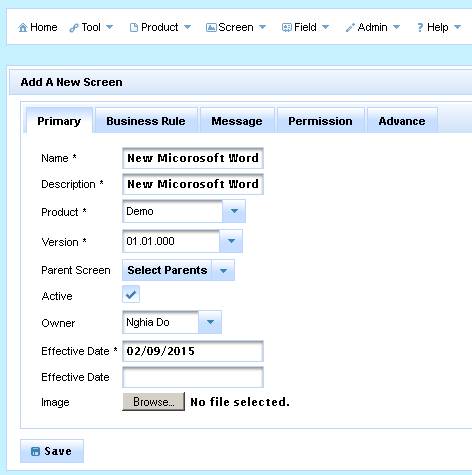 Home Tool Product Screen Field Admin ? Help
Add A New Screen
Primary Business Rule Message Permission Advance
Name * New Micorosoft Word
Description * New Micorosoft Word
Product * Demo
Version * 01.01.000
Parent Screen Select Parents
Active
Owner Nghia Do
Effective Date * 02/09/2015
Effective Date
Image Browse... No file selected.
Save